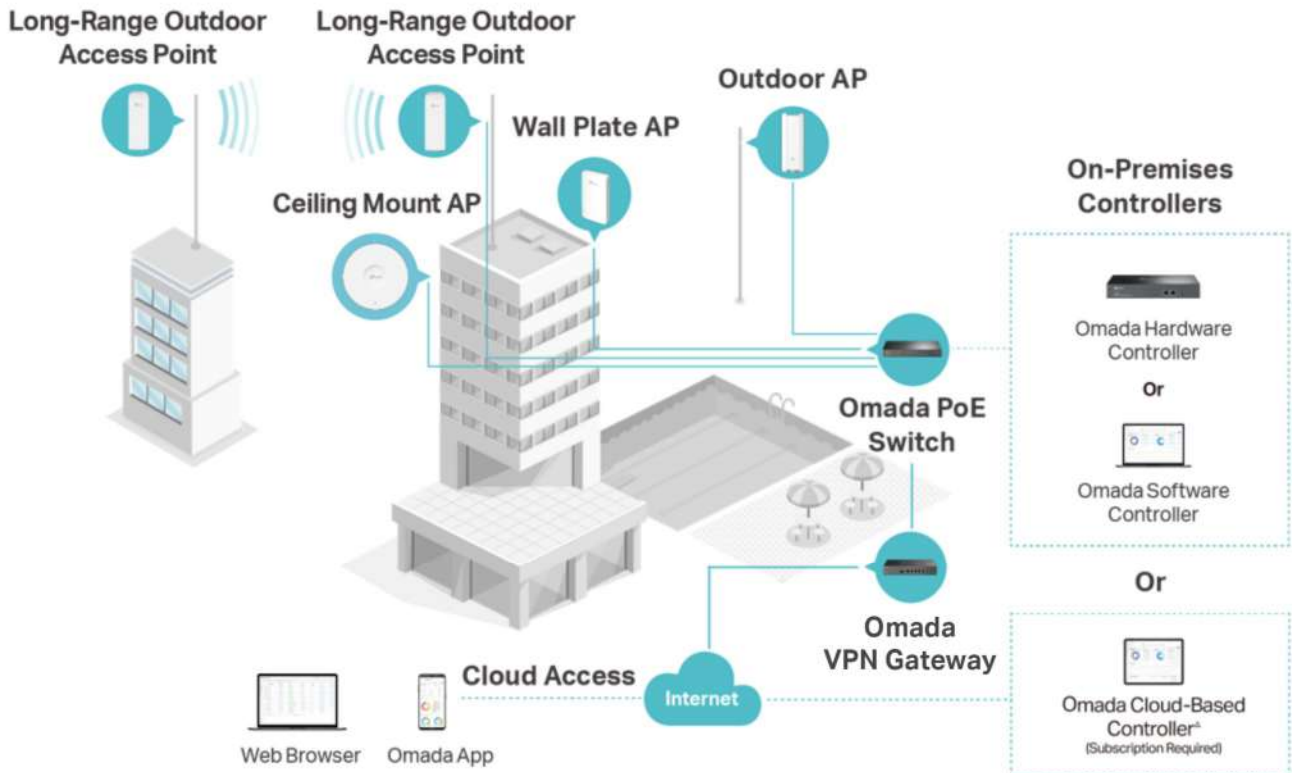 Long-Range Outdoor
Access Point
Long-Range Outdoor
Access Point
Outdoor AP
Wall Plate AP
Ceiling Mount AP
On-Premises
Controllers
Omada Hardware
Controller
Or
Omada Software
Controller
Omada PoE
Switch
Or
Omada
VPN Gateway
Cloud Access
Internet
Omada Cloud-Based
Controller△
(Subscription Required)
Web Browser
Omada App